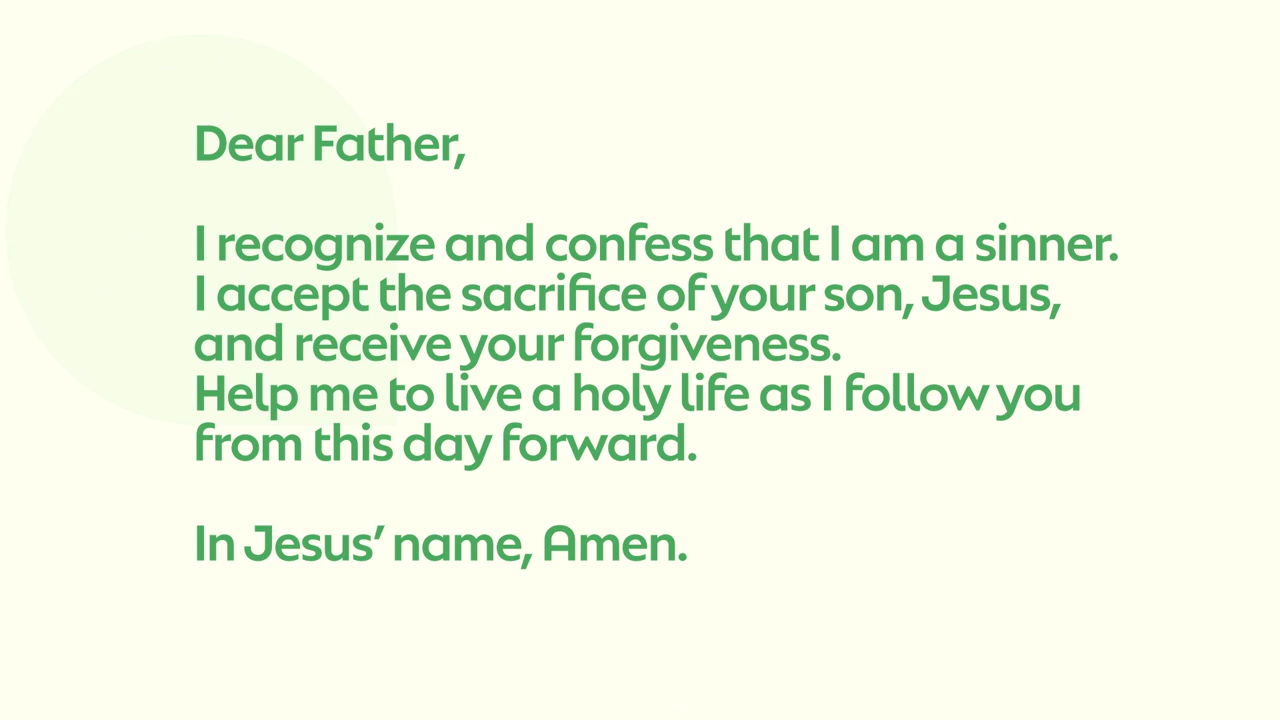 Dear Father,
I recognize and confess that I am a sinner.
I accept the sacrifice of your son, Jesus,
and receive your forgiveness.
Help me to live a holy life as I follow you
from this day forward.
In Jesus’ name, Amen.